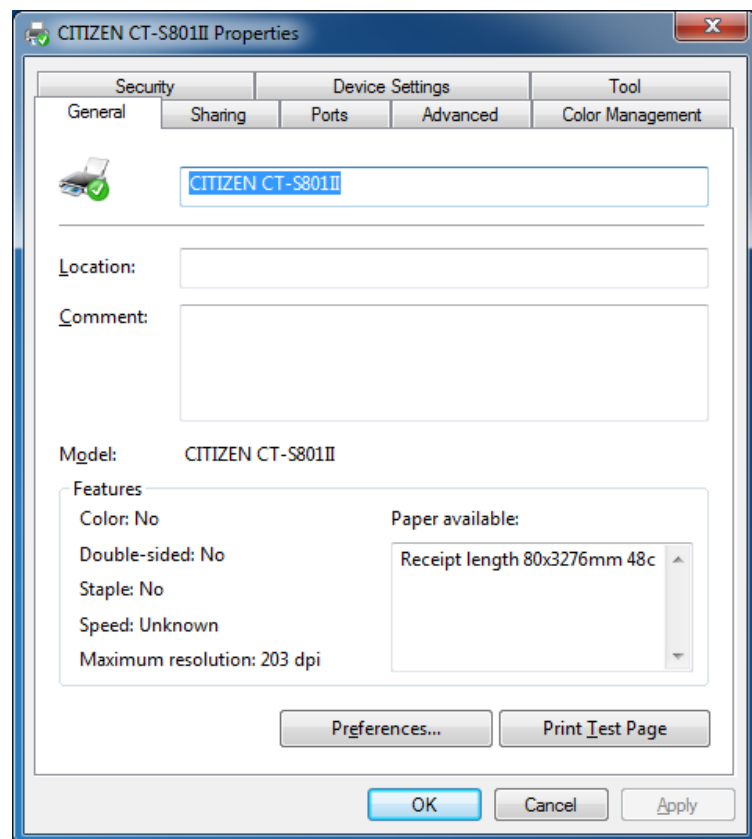 CITIZEN CT-S801II Properties
Security Device Settings Tool
General Sharing Ports Advanced Color Management
CITIZEN CT-S801II
Location:
Comment:
Model: CITIZEN CT-S801II
Features
Color: No
Paper available:
Double-sided: No
Receipt length 80x3276mm 48c
Staple: No
Speed: Unknown
Maximum resolution: 203 dpi
Preferences... Print Test Page
OK Cancel Apply